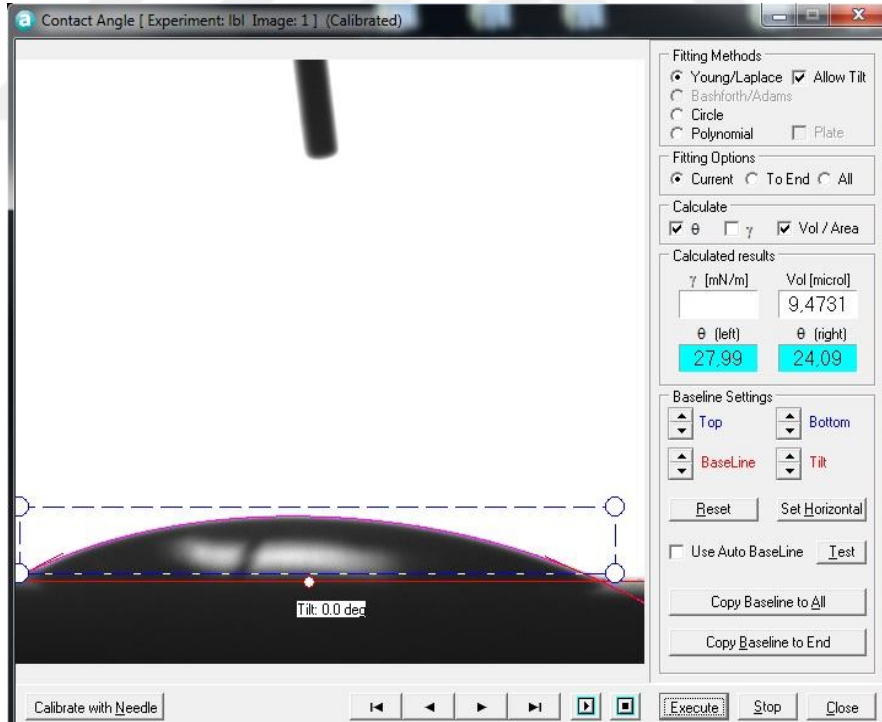 a Contact Angle [ Experiment: lbl Image: 1 ] (Calibrated)
Fitting Methods
Young/Laplace Allow Tilt
Bashforth/Adams
Circle
Polynomial Plate
Fitting Options
Current To End All
Calculate
θ γ Vol / Area
Calculated results
γ [mN/m] Vol [microl]
9,4731
θ (left) θ (right)
27,99 24,09
Baseline Settings
Top Bottom
BaseLine Tilt
Reset Set Horizontal
Use Auto BaseLine Test
Tilt: 0.0 deg
Copy Baseline to All
Copy Baseline to End
Calibrate with Needle Execute Stop Close